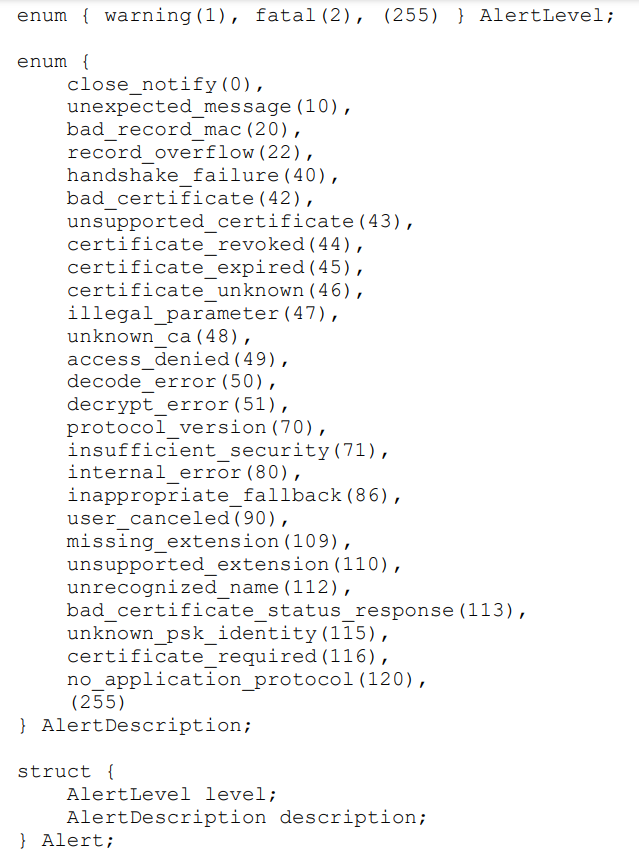 enum { warning(1), fatal(2), (255) } AlertLevel;
enum {
close_notify(0),
unexpected_message(10),
bad_record_mac(20),
record_overflow(22),
handshake_failure(40),
bad_certificate(42),
unsupported_certificate(43),
certificate_revoked(44),
certificate_expired(45),
certificate_unknown(46),
illegal_parameter(47),
unknown_ca(48),
access_denied(49),
decode_error(50),
decrypt_error(51),
protocol_version(70),
insufficient_security(71),
internal_error(80),
inappropriate_fallback(86),
user_canceled(90),
missing_extension(109),
unsupported_extension(110),
unrecognized_name(112),
bad_certificate_status_response(113),
unknown_psk_identity(115),
certificate_required(116),
no_application_protocol(120),
(255)
} AlertDescription;
struct {
AlertLevel level;
AlertDescription description;
} Alert;